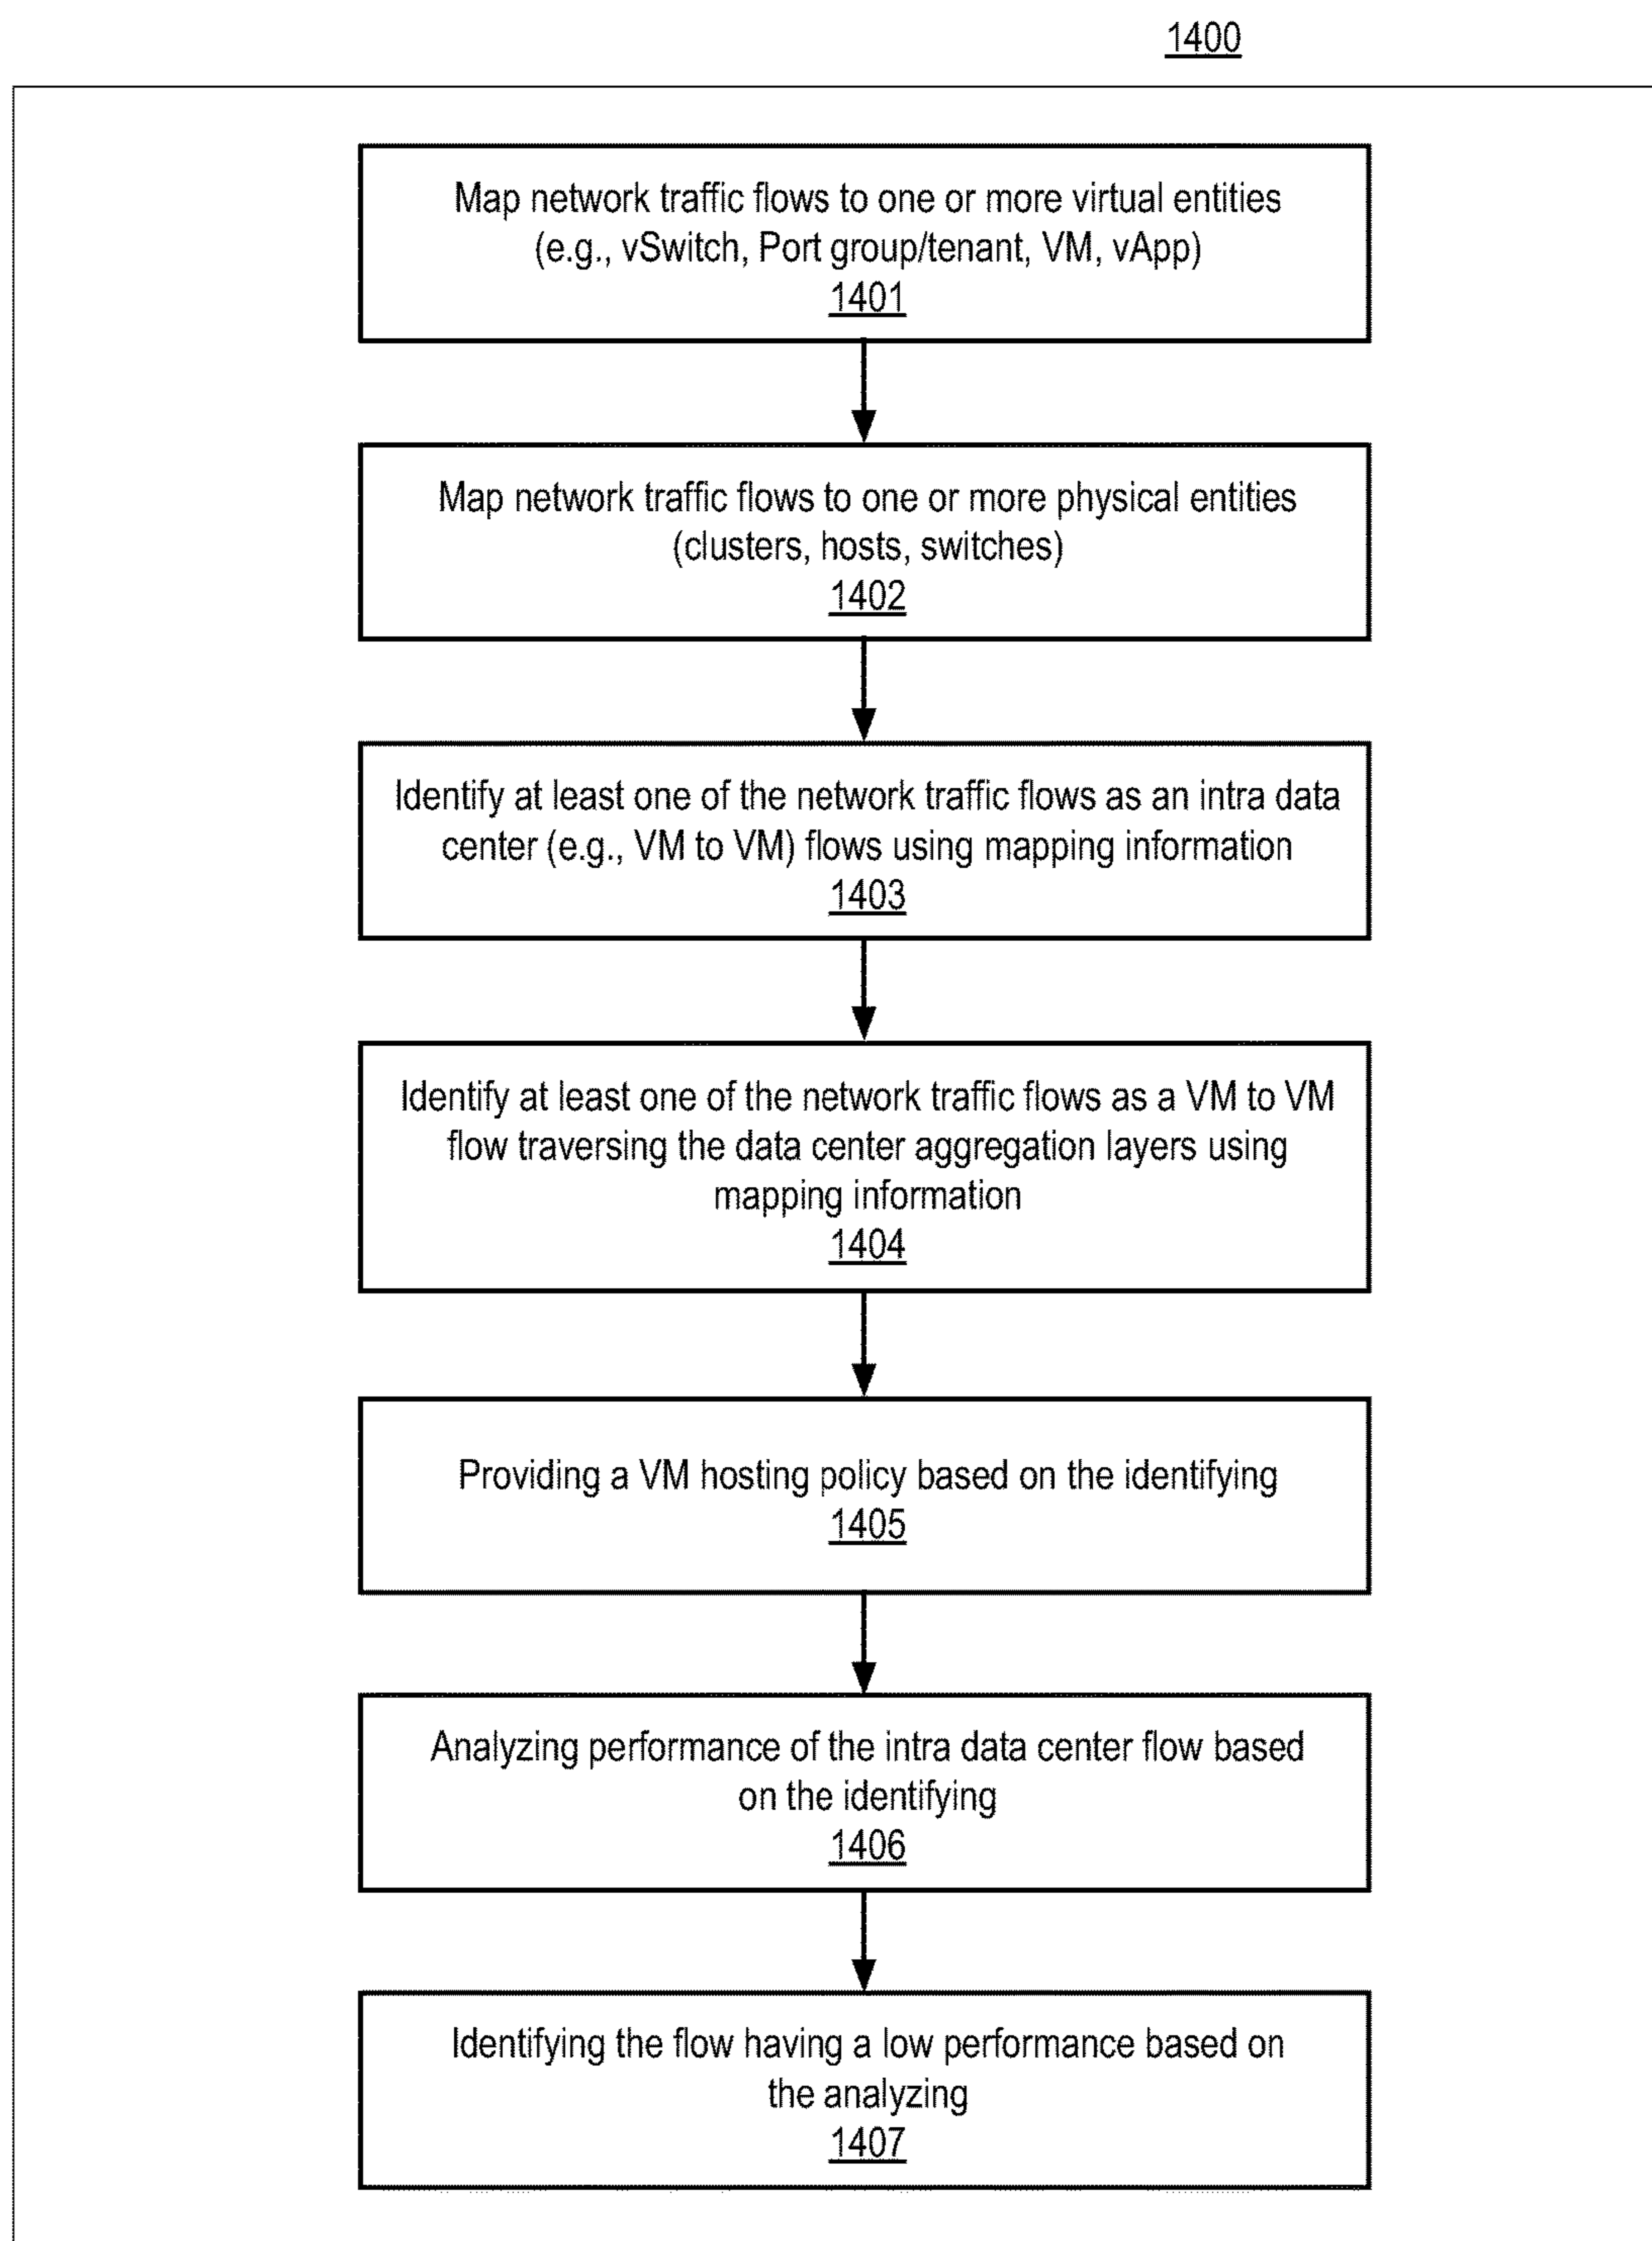 1400
Map network traffic flows to one or more virtual entities
(e.g., vSwitch, Port group/tenant, VM, vApp)
1401
Map network traffic flows to one or more physical entities
(clusters, hosts, switches)
1402
Identify at least one of the network traffic flows as an intra data
center (e.g., VM to VM) flows using mapping information
1403
Identify at least one of the network traffic flows as a VM to VM
flow traversing the data center aggregation layers using
mapping information
1404
Providing a VM hosting policy based on the identifying
1405
Analyzing performance of the intra data center flow based
on the identifying
1406
Identifying the flow having a low performance based on
the analyzing
1407